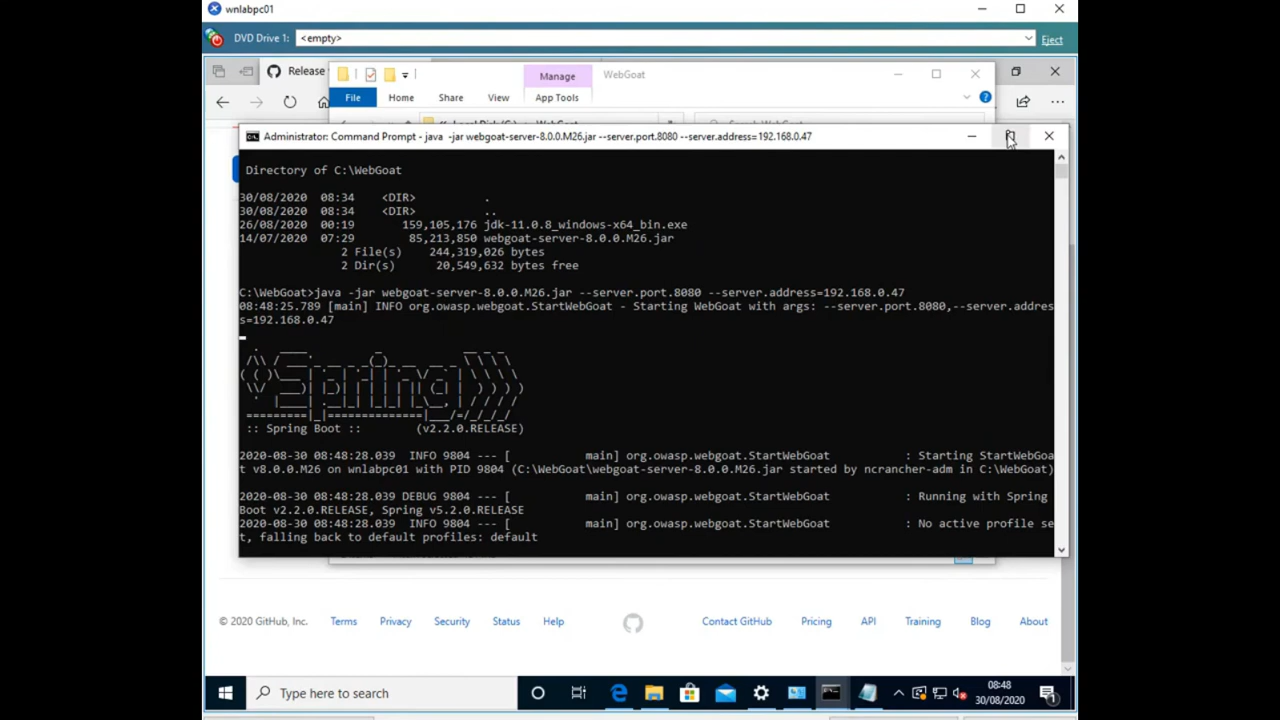 wnlabpc01
DVD Drive 1: <empty> Eject
Release
Manage WebGoat
File Home Share View App Tools
Administrator: Command Prompt - java -jar webgoat-server-8.0.0.M26.jar --server.port.8080 --server.address=192.168.0.47
Directory of C:\WebGoat
30/08/2020 08:34 <DIR> .
30/08/2020 08:34 <DIR> ..
26/08/2020 00:19 159,105,176 jdk-11.0.8_windows-x64_bin.exe
14/07/2020 07:29 85,213,850 webgoat-server-8.0.0.M26.jar
2 File(s) 244,319,026 bytes
2 Dir(s) 20,549,632 bytes free
C:\WebGoat>java -jar webgoat-server-8.0.0.M26.jar --server.port.8080 --server.address=192.168.0.47
08:48:25.789 [main] INFO org.owasp.webgoat.StartWebGoat - Starting WebGoat with args: --server.port.8080,--server.addres
s=192.168.0.47
Spring
:: Spring Boot :: (v2.2.0.RELEASE)
2020-08-30 08:48:28.039 INFO 9804 --- [ main] org.owasp.webgoat.StartWebGoat : Starting StartWebGoa
t v8.0.0.M26 on wnlabpc01 with PID 9804 (C:\WebGoat\webgoat-server-8.0.0.M26.jar started by ncrancher-adm in C:\WebGoat)
2020-08-30 08:48:28.039 DEBUG 9804 --- [ main] org.owasp.webgoat.StartWebGoat : Running with Spring
Boot v2.2.0.RELEASE, Spring v5.2.0.RELEASE
2020-08-30 08:48:28.039 INFO 9804 --- [ main] org.owasp.webgoat.StartWebGoat : No active profile se
t, falling back to default profiles: default
© 2020 GitHub, Inc. Terms Privacy Security Status Help Contact GitHub Pricing API Training Blog About
Type here to search
08:48
30/08/2020
1